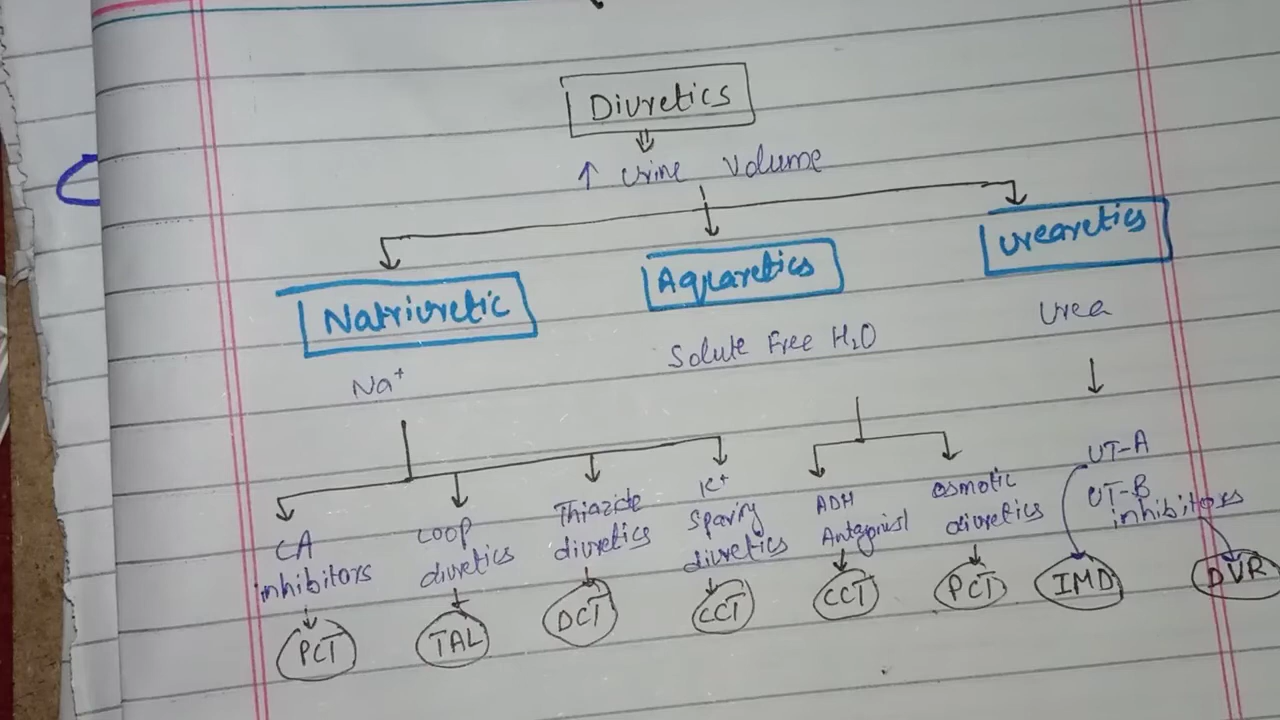 Diuretics
↑ Urine Volume
Natriuretic
Aquaretics
Urearetics
Na⁺
Solute Free H₂O
Urea
CA
inhibitors
PCT
Loop
diuretics
TAL
Thiazide
diuretics
DCT
K⁺
Sparing
diuretics
CCT
ADH
Antagonist
CCT
Osmotic
diuretics
PCT
UT-A
UT-B
inhibitors
IMD
DVR